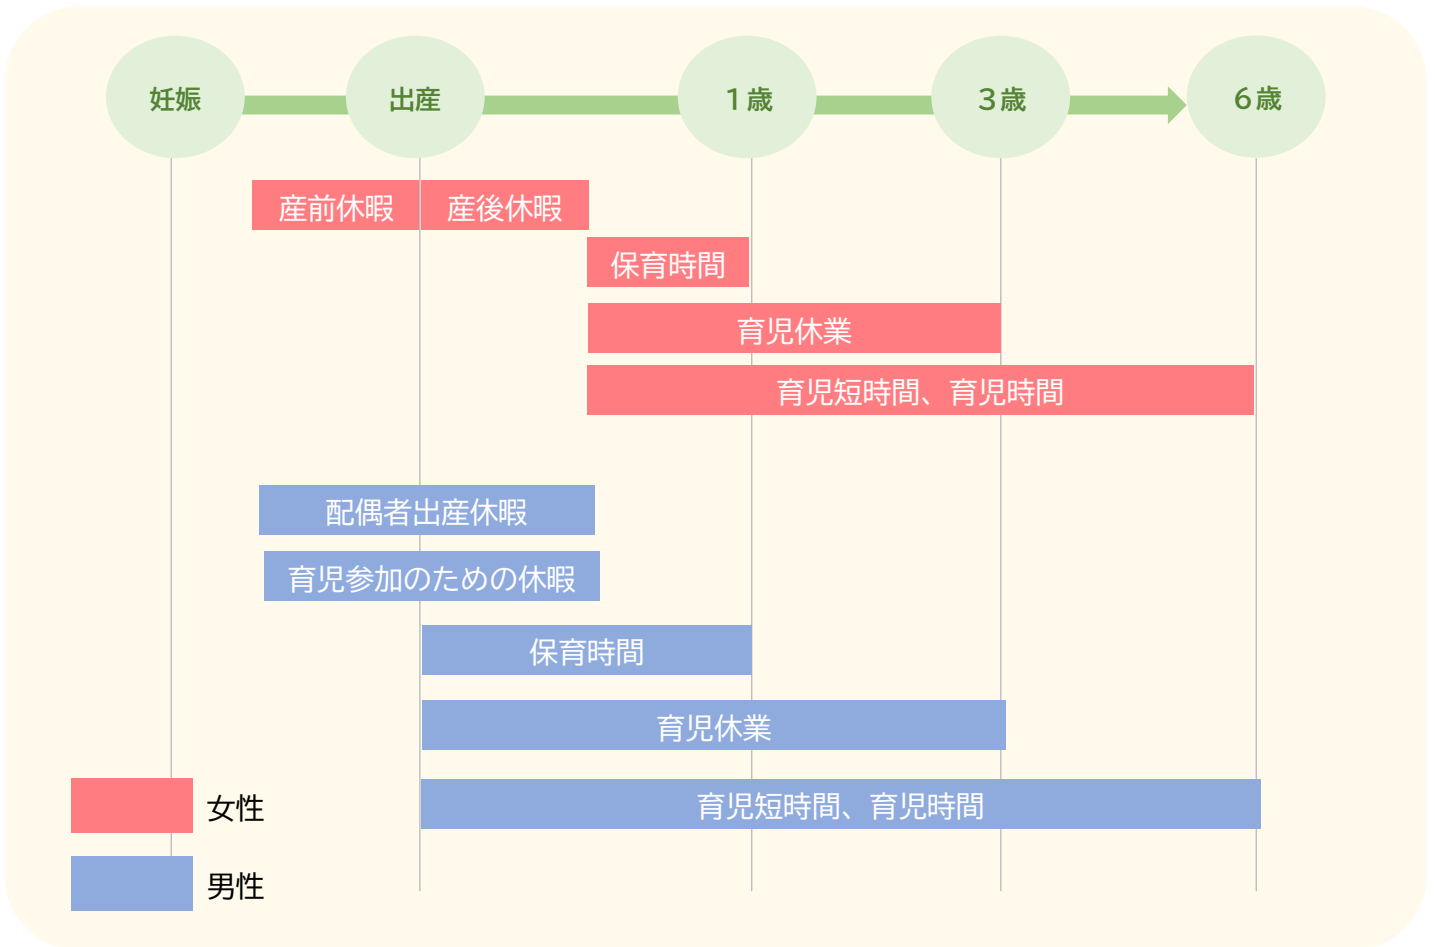 妊娠
出産
１歳
３歳
６歳
産前休暇
産後休暇
保育時間
育児休業
育児短時間、育児時間
配偶者出産休暇
育児参加のための休暇
保育時間
育児休業
育児短時間、育児時間
女性
男性